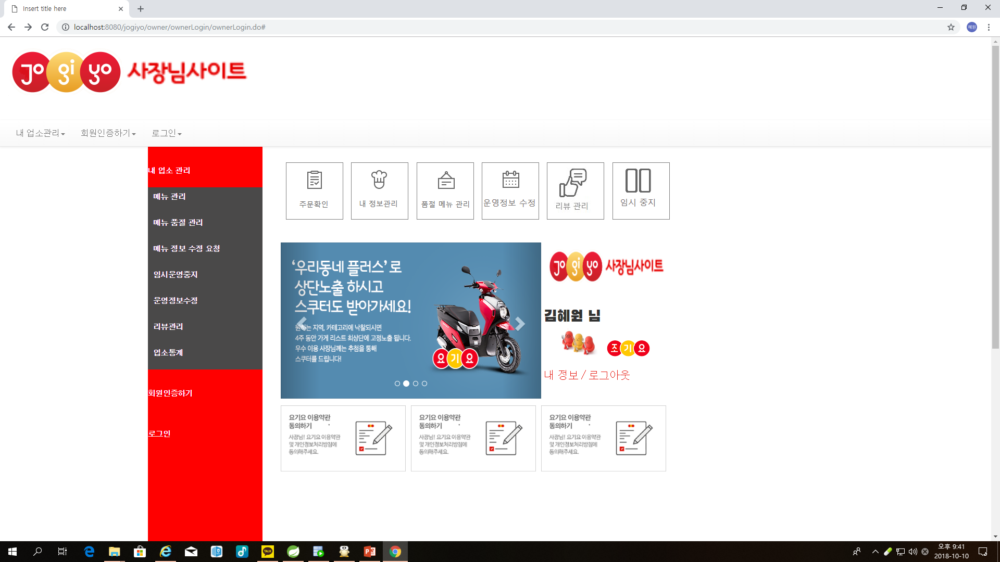 Insert title here
localhost:8080/jogiyo/owner/ownerLogin/ownerLogin.do#
혜원
Jo gi yo 사장님사이트
내 업소관리 회원인증하기 로그인
내 업소 관리
메뉴 관리
메뉴 품절 관리
메뉴 정보 수정 요청
임시운영중지
운영정보수정
리뷰관리
업소통계
회원인증하기
로그인
주문확인
내 정보관리
품절 메뉴 관리
운영정보 수정
리뷰 관리
임시 중지
‘우리동네 플러스’ 로
상단노출 하시고
스쿠터도 받아가세요!
원하는 지역, 카테고리에 낙찰되시면
4주 동안 가게 리스트 최상단에 고정노출 됩니다.
우수 이용 사장님께는 추첨을 통해
스쿠터를 드립니다!
요기요
Jo gi yo 사장님사이트
김혜원 님
조기요
내 정보 / 로그아웃
요기요 이용약관
동의하기
사장님! 요기요 이용약관
및 개인정보처리방침에
동의해주세요.
요기요 이용약관
동의하기
사장님! 요기요 이용약관
및 개인정보처리방침에
동의해주세요.
요기요 이용약관
동의하기
사장님! 요기요 이용약관
및 개인정보처리방침에
동의해주세요.
TALK
오후 9:41
2018-10-10